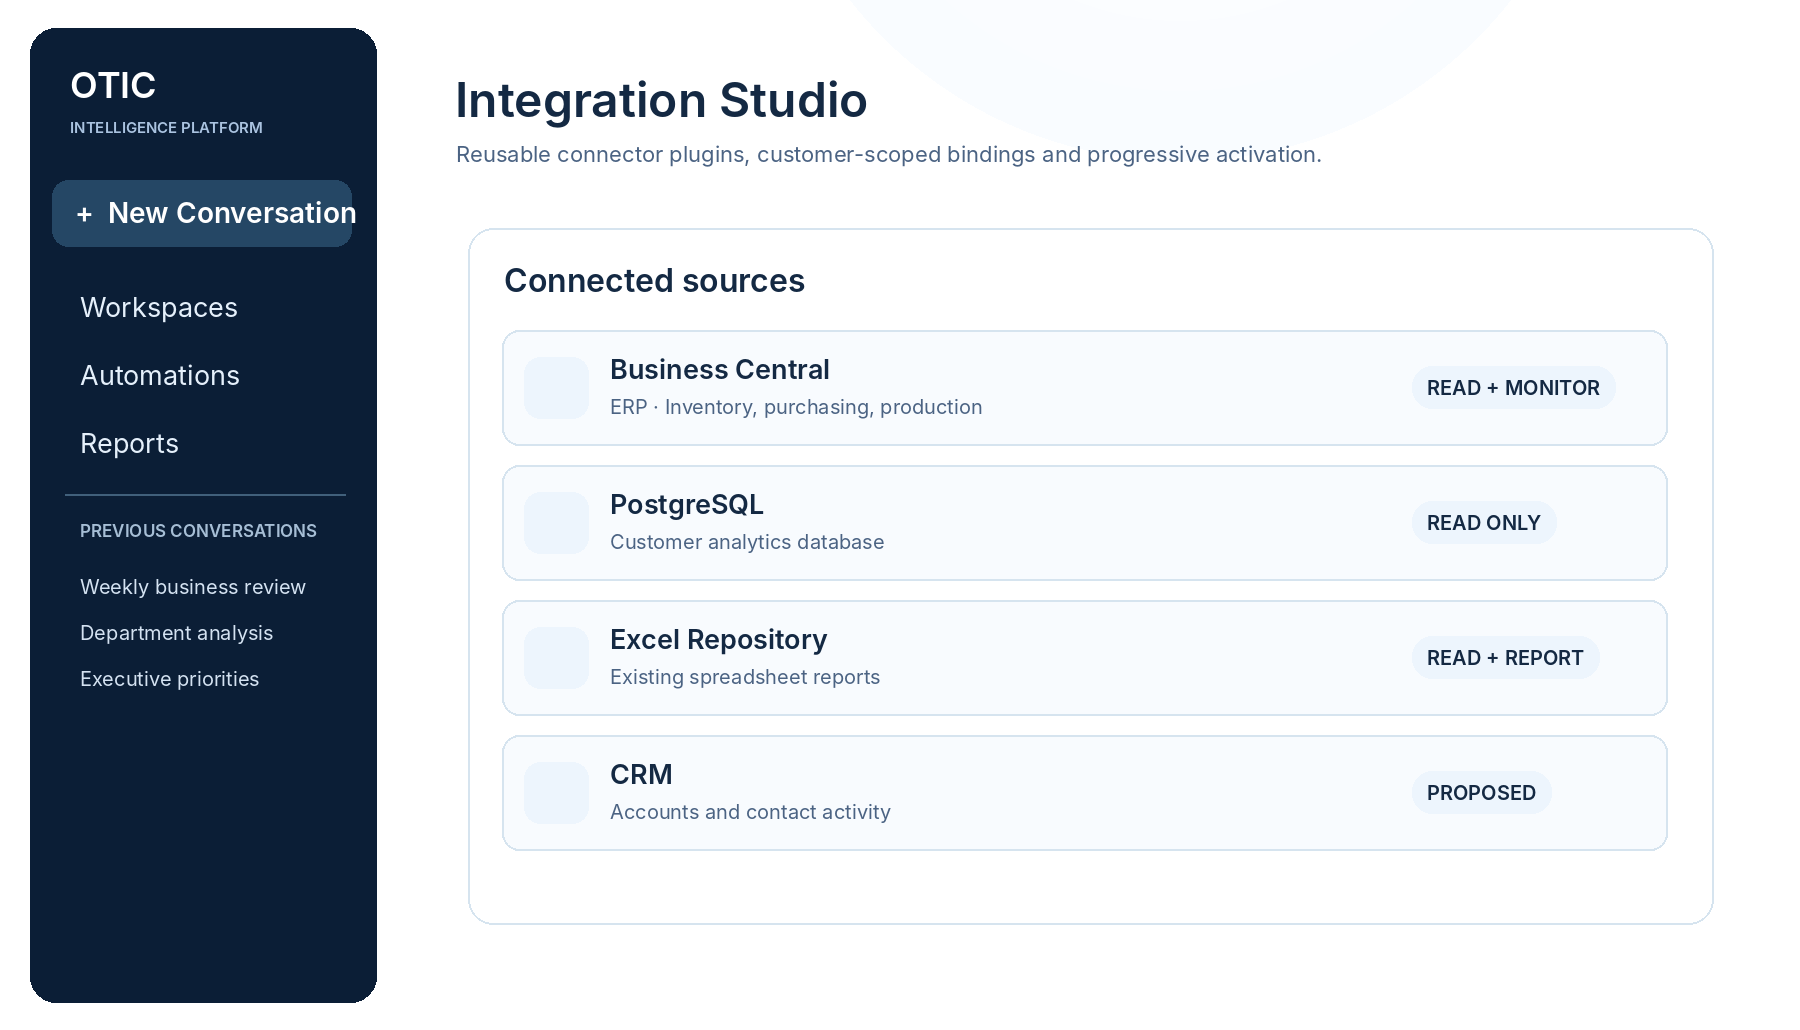 OTIC
INTELLIGENCE PLATFORM
+ New Conversation
Workspaces
Automations
Reports
PREVIOUS CONVERSATIONS
Weekly business review
Department analysis
Executive priorities
Integration Studio
Reusable connector plugins, customer-scoped bindings and progressive activation.
Connected sources
Business Central
ERP · Inventory, purchasing, production
READ + MONITOR
PostgreSQL
Customer analytics database
READ ONLY
Excel Repository
Existing spreadsheet reports
READ + REPORT
CRM
Accounts and contact activity
PROPOSED